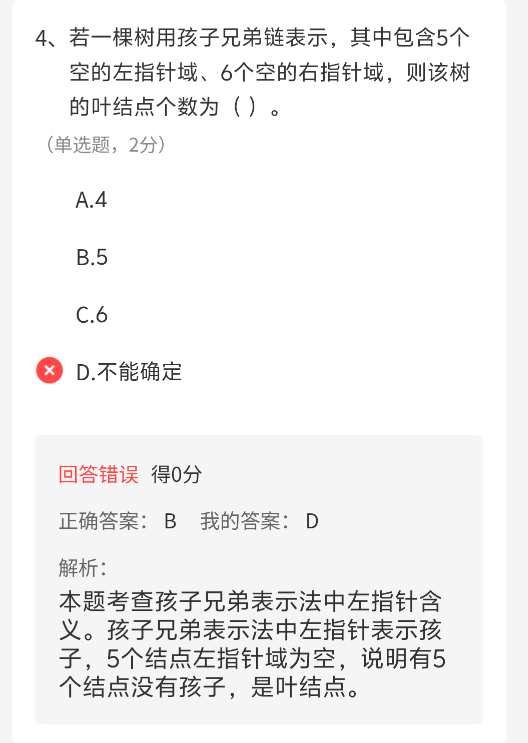 4、若一棵树用孩子兄弟链表示，其中包含5个
空的左指针域、6个空的右指针域，则该树
的叶结点个数为（ ）。
（单选题，2分）
A.4
B.5
C.6
D.不能确定
回答错误 得0分
正确答案： B 我的答案： D
解析：
本题考查孩子兄弟表示法中左指针含
义。孩子兄弟表示法中左指针表示孩
子，5个结点左指针域为空，说明有5
个结点没有孩子，是叶结点。